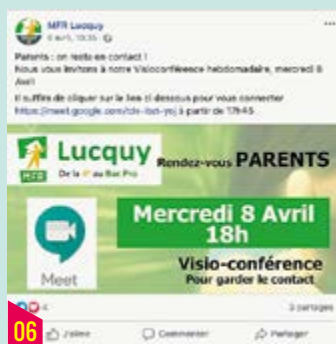 MFR Lucquy
Parents : on reste en contact !
Nous vous invitons à notre Visioconférence hebdomadaire, mercredi 8
Avril
Il suffira de cliquer sur le lien ci dessous pour vous connecter
à partir de 17h45
Lucquy
MFR
De la 4e au Bac Pro
Rendez-vous PARENTS
Mercredi 8 Avril
18h
Meet
Visio-conférence
Pour garder le contact
4
3 partages
J'aime
Commenter
Partager
06